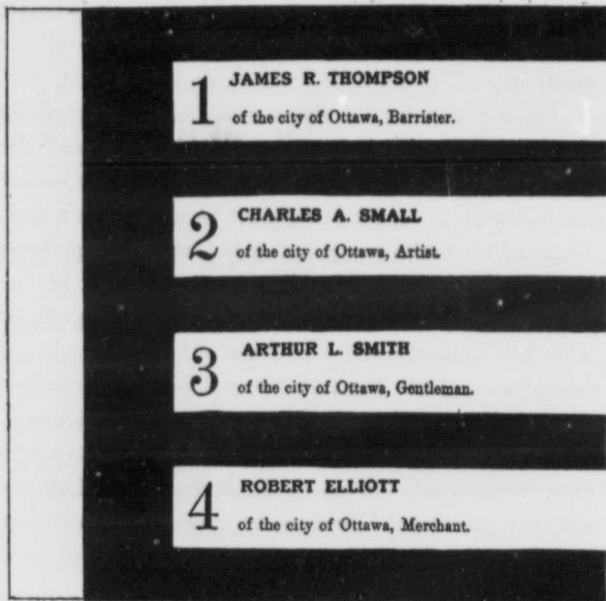 1 JAMES R. THOMPSON
of the city of Ottawa, Barrister.
2 CHARLES A. SMALL
of the city of Ottawa, Artist.
3 ARTHUR L. SMITH
of the city of Ottawa, Gentleman.
4 ROBERT ELLIOTT
of the city of Ottawa, Merchant.